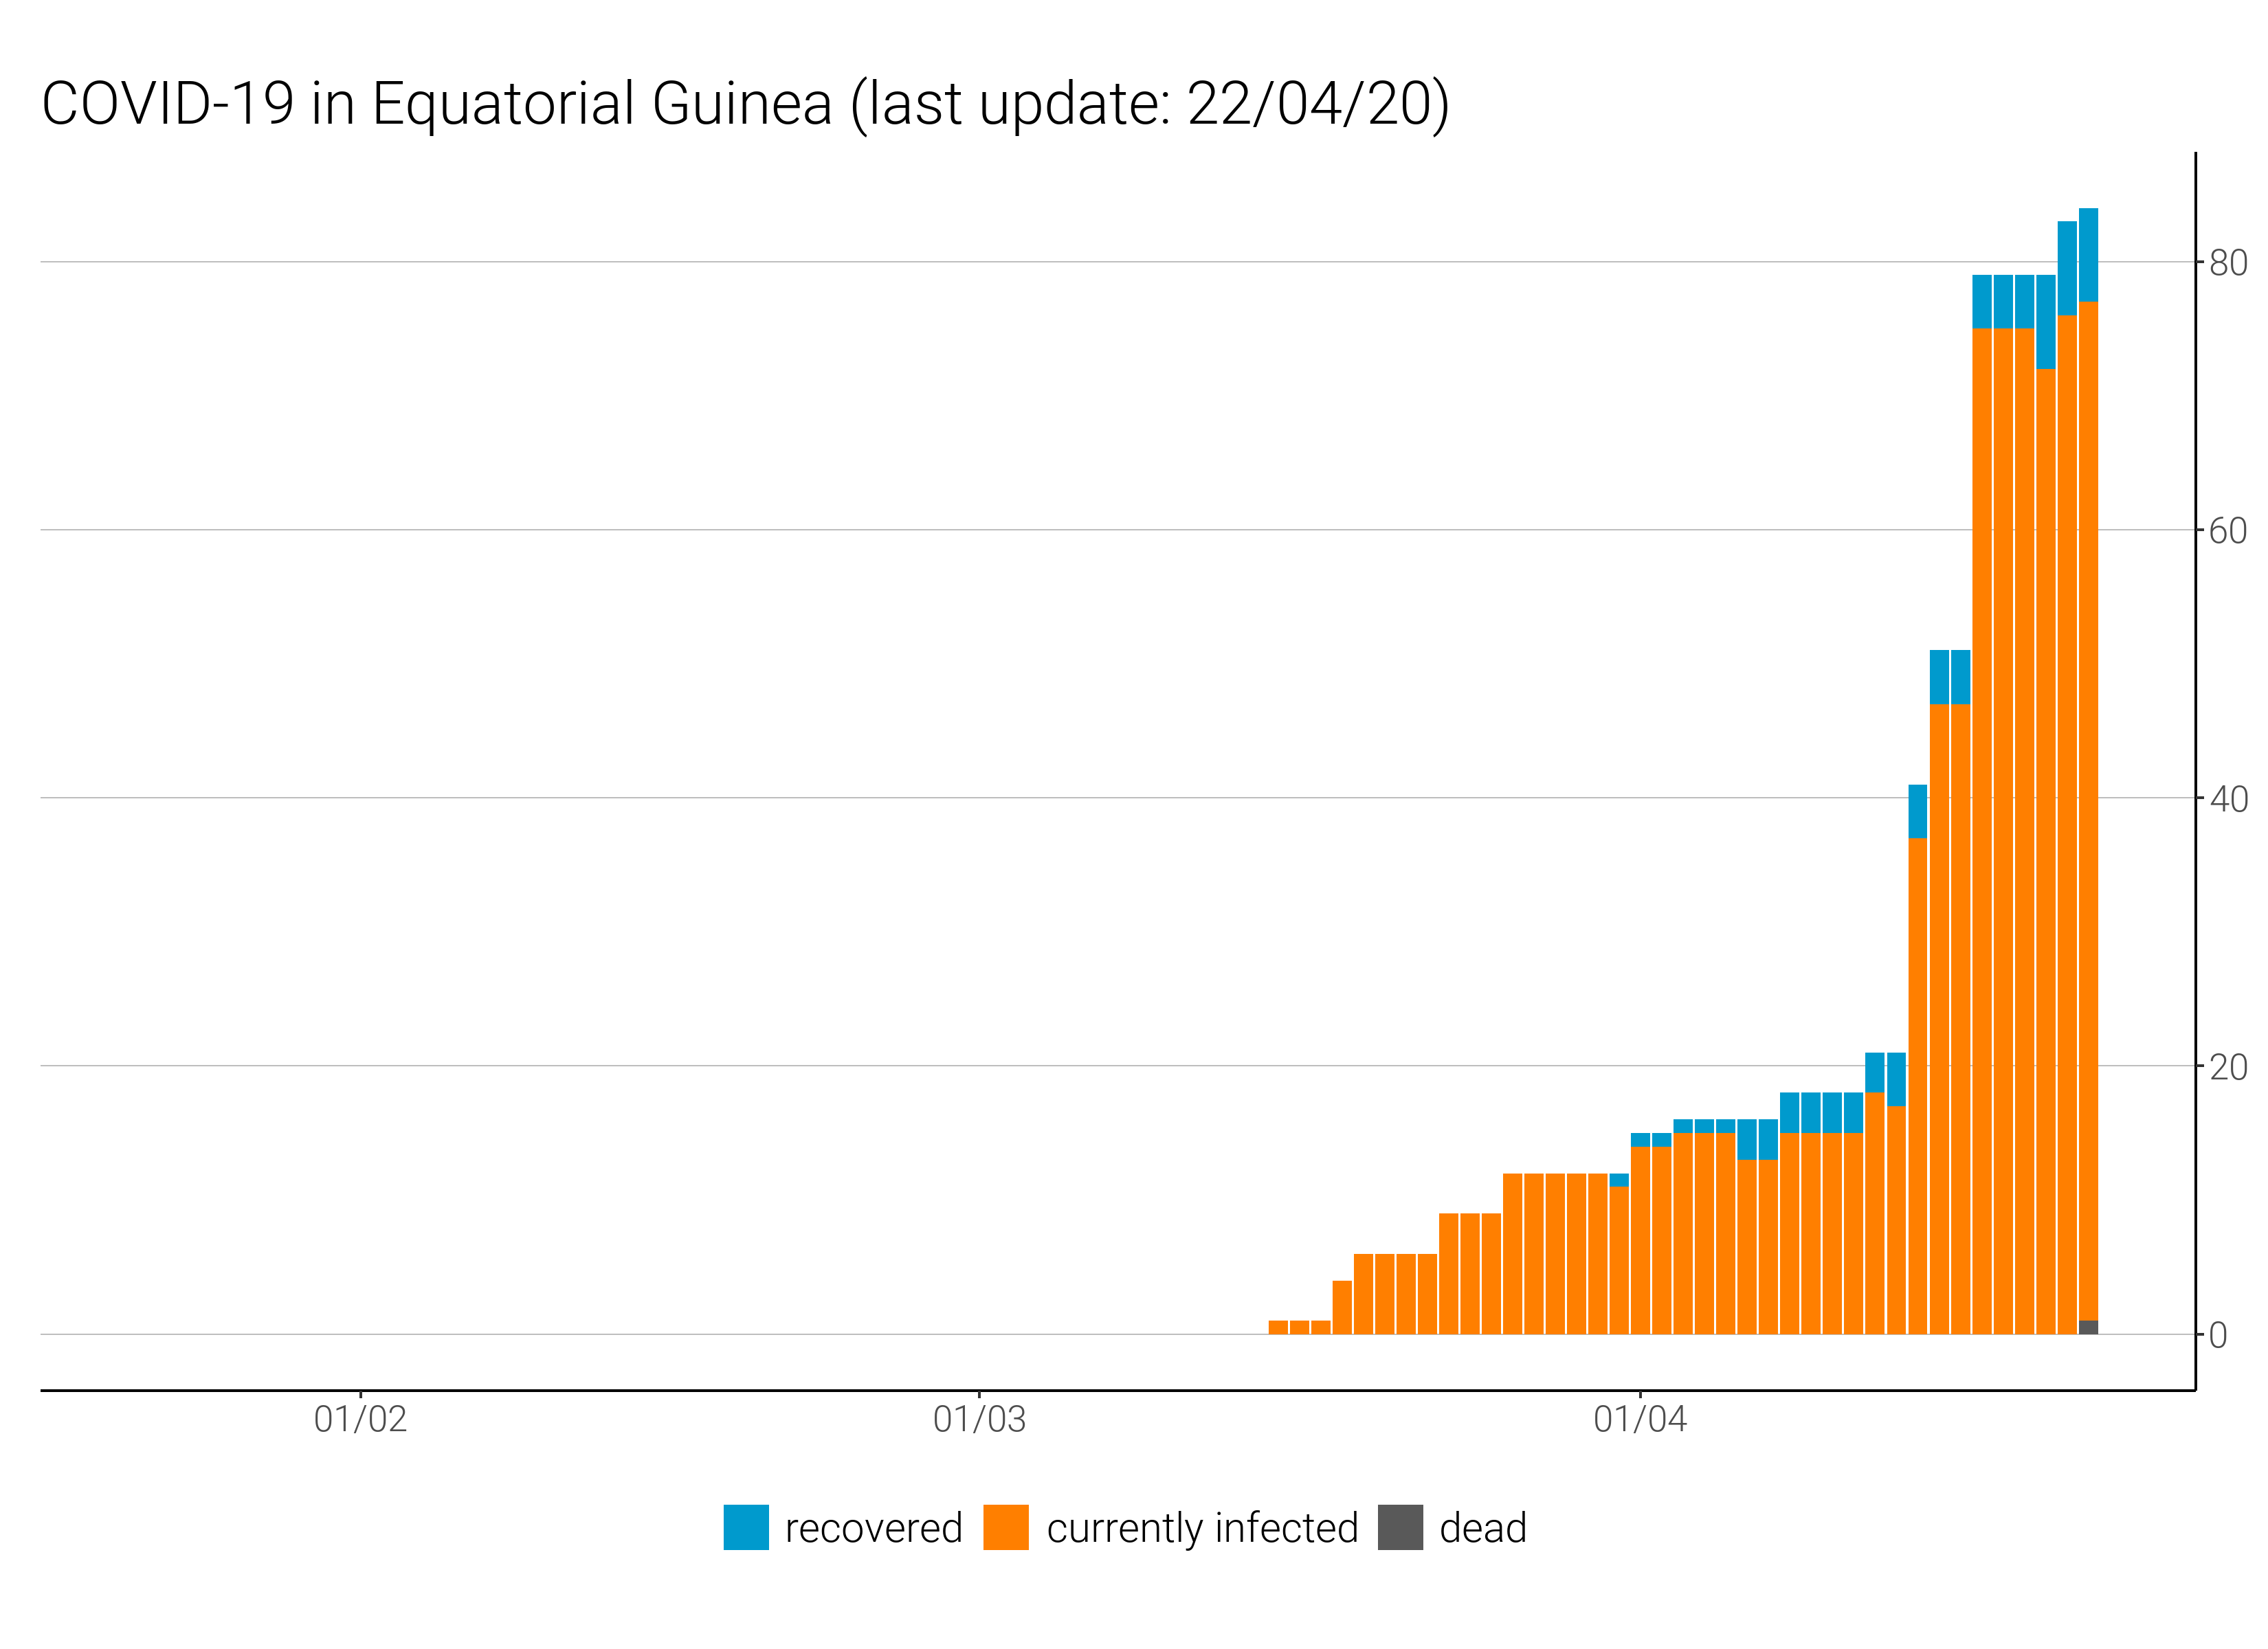 COVID-19 in Equatorial Guinea (last update: 22/04/20)
80
60
40
20
0
01/02 01/03 01/04
recovered currently infected dead